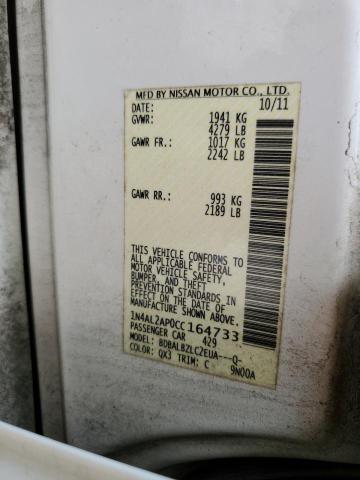 MFD BY NISSAN MOTOR CO., LTD.
DATE: 10/11
GVWR: 1941 KG
4279 LB
GAWR FR.: 1017 KG
2242 LB
GAWR RR.: 993 KG
2189 LB
THIS VEHICLE CONFORMS TO
ALL APPLICABLE FEDERAL
MOTOR VEHICLE SAFETY,
BUMPER, AND THEFT
PREVENTION STANDARDS IN
EFFECT ON THE DATE OF
MANUFACTURE SHOWN ABOVE.
1N4AL2AP0CC164733
PASSENGER CAR 429
MODEL: BDBALBZLCZEUA---Q-
COLOR: QX3 TRIM: C 9N00A